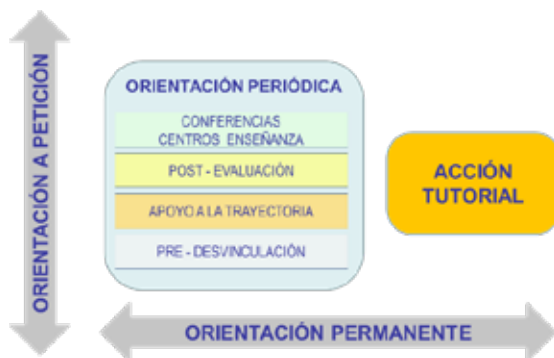 ORIENTACIÓN A PETICIÓN
ORIENTACIÓN PERIÓDICA
CONFERENCIAS
CENTROS ENSEÑANZA
POST - EVALUACIÓN
APOYO A LA TRAYECTORIA
PRE - DESVINCULACIÓN
ACCIÓN
TUTORIAL
ORIENTACIÓN PERMANENTE